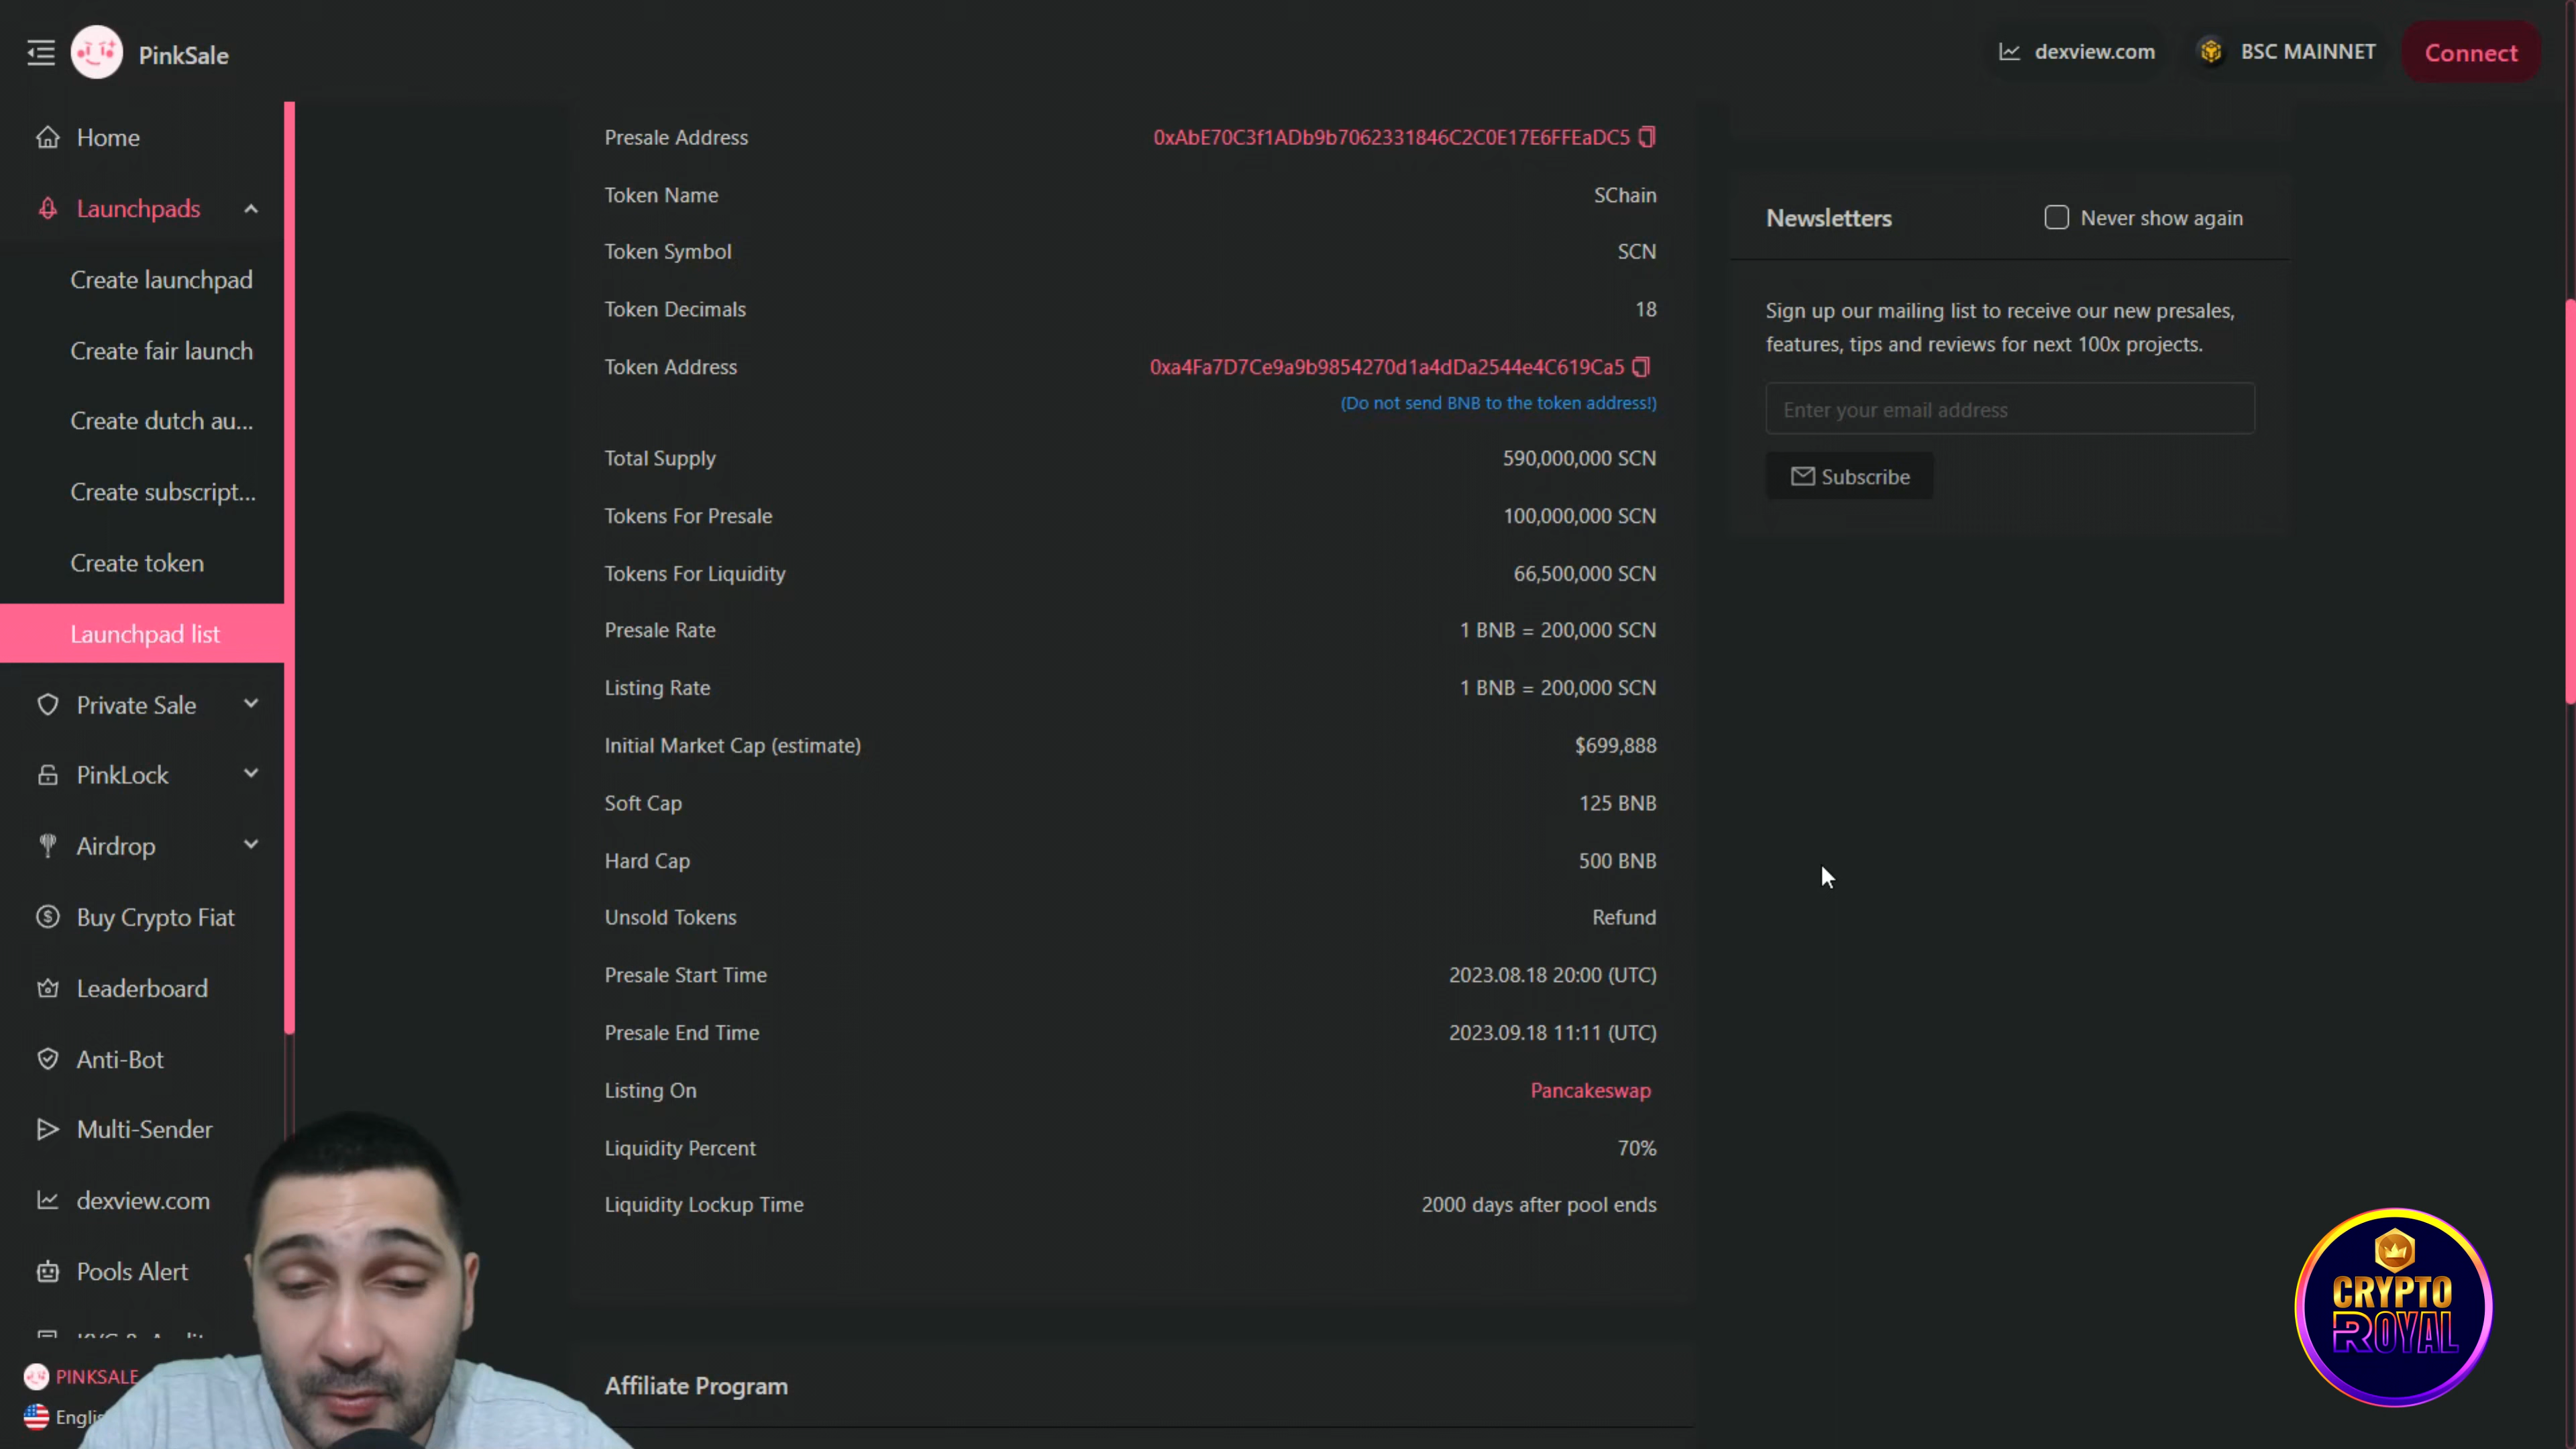 PinkSale
dexview.com
BSC MAINNET
Connect
Home
Launchpads
Create launchpad
Create fair launch
Create dutch au...
Create subscript...
Create token
Launchpad list
Private Sale
PinkLock
Airdrop
Buy Crypto Fiat
Leaderboard
Anti-Bot
Multi-Sender
dexview.com
Pools Alert
PINKSALE
Presale Address 0xAbE70C3f1ADb9b7062331846C2C0E17E6FFEaDC5
Token Name SChain
Token Symbol SCN
Token Decimals 18
Token Address 0xa4Fa7D7Ce9a9b9854270d1a4dDa2544e4C619Ca5
(Do not send BNB to the token address!)
Total Supply 590,000,000 SCN
Tokens For Presale 100,000,000 SCN
Tokens For Liquidity 66,500,000 SCN
Presale Rate 1 BNB = 200,000 SCN
Listing Rate 1 BNB = 200,000 SCN
Initial Market Cap (estimate) $699,888
Soft Cap 125 BNB
Hard Cap 500 BNB
Unsold Tokens Refund
Presale Start Time 2023.08.18 20:00 (UTC)
Presale End Time 2023.09.18 11:11 (UTC)
Listing On Pancakeswap
Liquidity Percent 70%
Liquidity Lockup Time 2000 days after pool ends
Affiliate Program
Newsletters
Never show again
Sign up our mailing list to receive our new presales,
features, tips and reviews for next 100x projects.
Enter your email address
Subscribe
CRYPTO
ROYAL